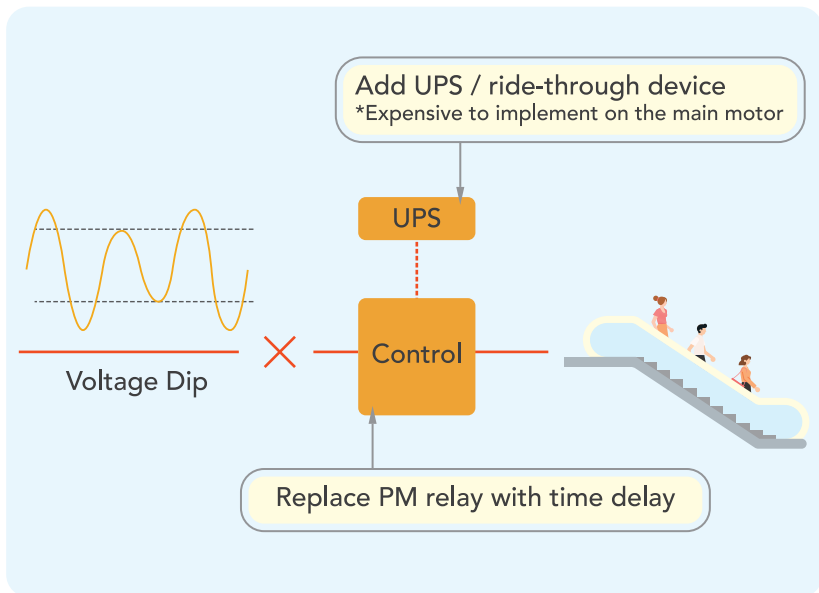 Add UPS / ride-through device
*Expensive to implement on the main motor
UPS
Control
Voltage Dip
Replace PM relay with time delay